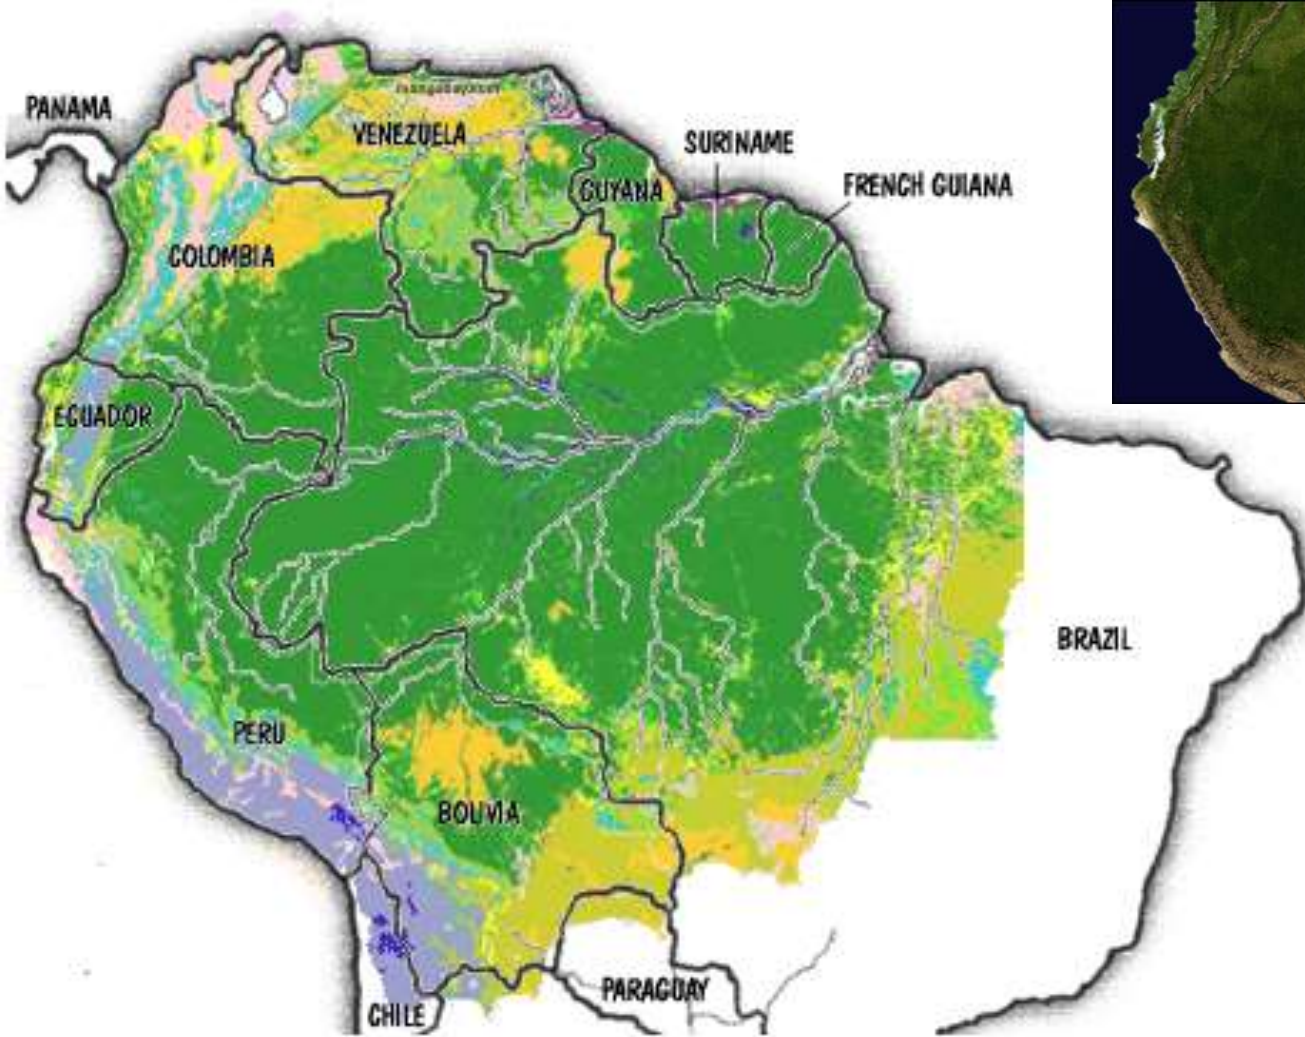 PANAMA
VENEZUELA
SURINAME
GUYANA
FRENCH GUIANA
COLOMBIA
ECUADOR
BRAZIL
PERU
BOLIVIA
PARAGUAY
CHILE